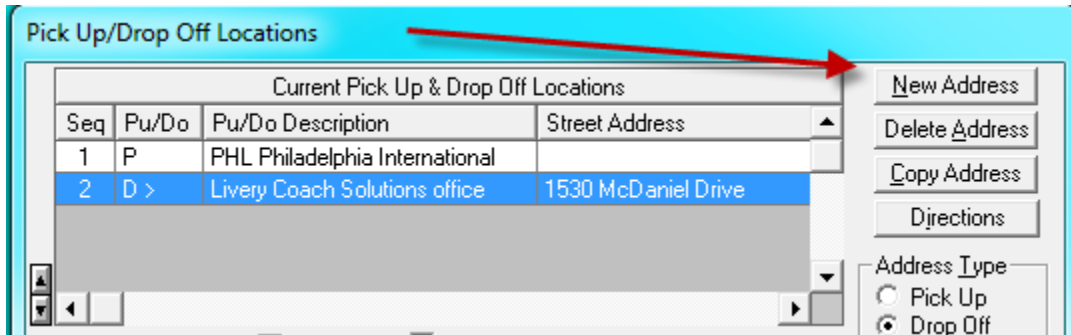 Pick Up/Drop Off Locations
Current Pick Up & Drop Off Locations
Seq Pu/Do Pu/Do Description Street Address
1 P PHL Philadelphia International
2 D > Livery Coach Solutions office 1530 McDaniel Drive
New Address
Delete Address
Copy Address
Directions
Address Type
Pick Up
Drop Off